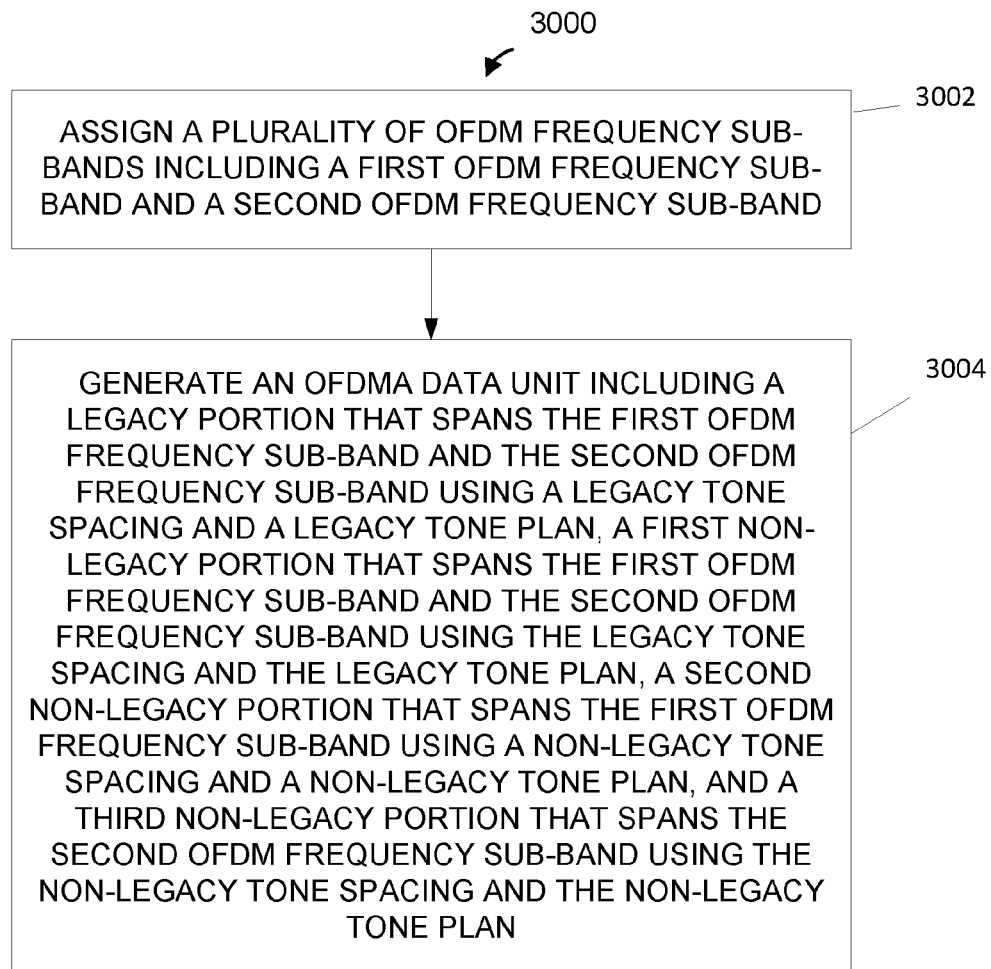 3000
3002
ASSIGN A PLURALITY OF OFDM FREQUENCY SUB-
BANDS INCLUDING A FIRST OFDM FREQUENCY SUB-
BAND AND A SECOND OFDM FREQUENCY SUB-BAND
3004
GENERATE AN OFDMA DATA UNIT INCLUDING A
LEGACY PORTION THAT SPANS THE FIRST OFDM
FREQUENCY SUB-BAND AND THE SECOND OFDM
FREQUENCY SUB-BAND USING A LEGACY TONE
SPACING AND A LEGACY TONE PLAN, A FIRST NON-
LEGACY PORTION THAT SPANS THE FIRST OFDM
FREQUENCY SUB-BAND AND THE SECOND OFDM
FREQUENCY SUB-BAND USING THE LEGACY TONE
SPACING AND THE LEGACY TONE PLAN, A SECOND
NON-LEGACY PORTION THAT SPANS THE FIRST OFDM
FREQUENCY SUB-BAND USING A NON-LEGACY TONE
SPACING AND A NON-LEGACY TONE PLAN, AND A
THIRD NON-LEGACY PORTION THAT SPANS THE
SECOND OFDM FREQUENCY SUB-BAND USING THE
NON-LEGACY TONE SPACING AND THE NON-LEGACY
TONE PLAN